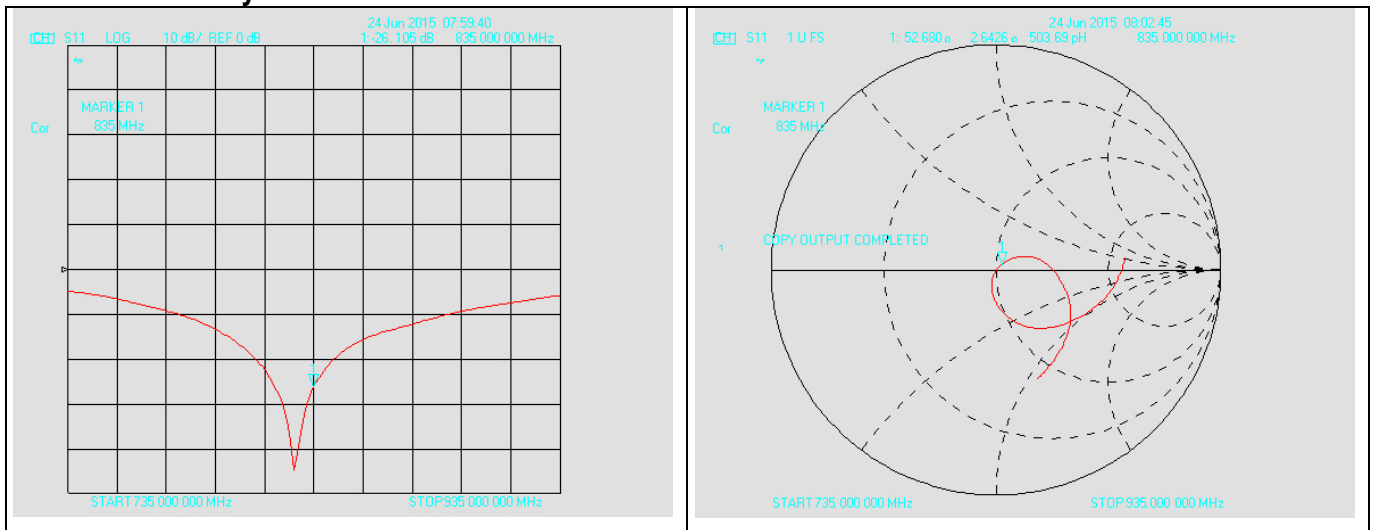 24 Jun 2015 07:59:40
CH1 S11 LOG 10 dB/ REF 0 dB 1:-26.105 dB 835.000 000 MHz
MARKER 1
Cor 835 MHz
1
START 735.000 000 MHz STOP 935.000 000 MHz
24 Jun 2015 08:02:45
CH1 S11 1 U FS 1: 52.680 o 2.6426 o 503.69 pH 835.000 000 MHz
MARKER 1
Cor 835 MHz
1 COPY OUTPUT COMPLETED
1
START 735.000 000 MHz STOP 935.000 000 MHz